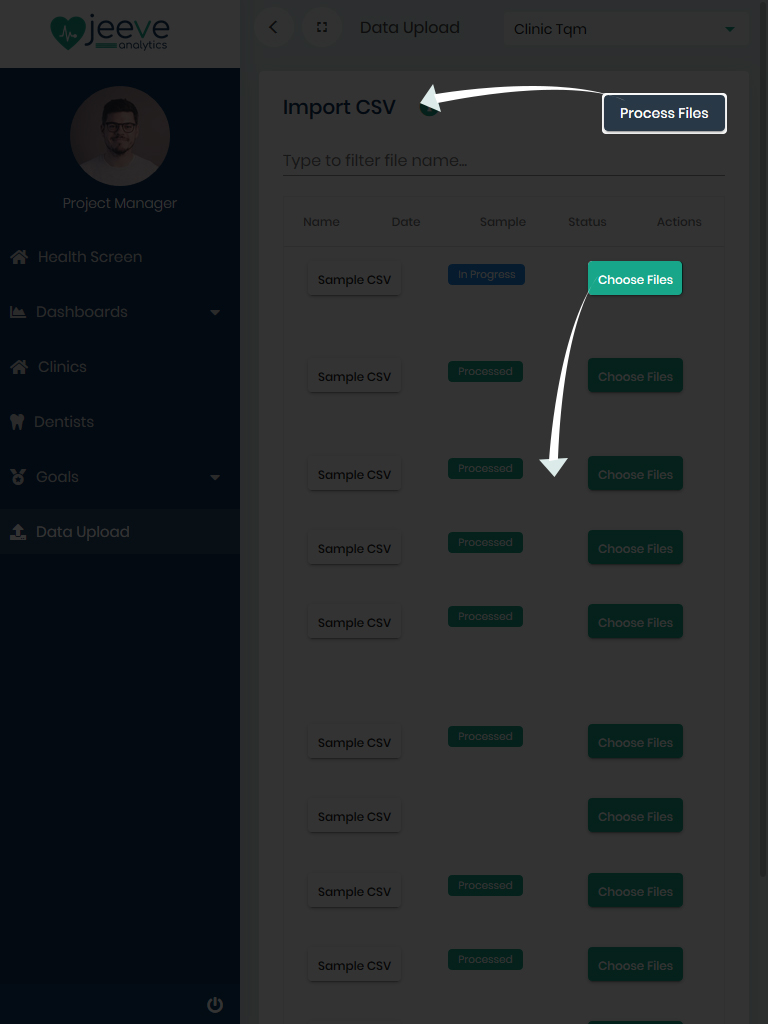 jeeve
analytics
Data Upload
Clinic Tqm
Import CSV
Process Files
Type to filter file name...
Project Manager
Name Date Sample Status Actions
Health Screen
Sample CSV In Progress Choose Files
Dashboards
Clinics
Sample CSV Processed Choose Files
Dentists
Goals
Sample CSV Processed Choose Files
Data Upload
Sample CSV Processed Choose Files
Sample CSV Processed Choose Files
Sample CSV Processed Choose Files
Sample CSV Choose Files
Sample CSV Processed Choose Files
Sample CSV Processed Choose Files